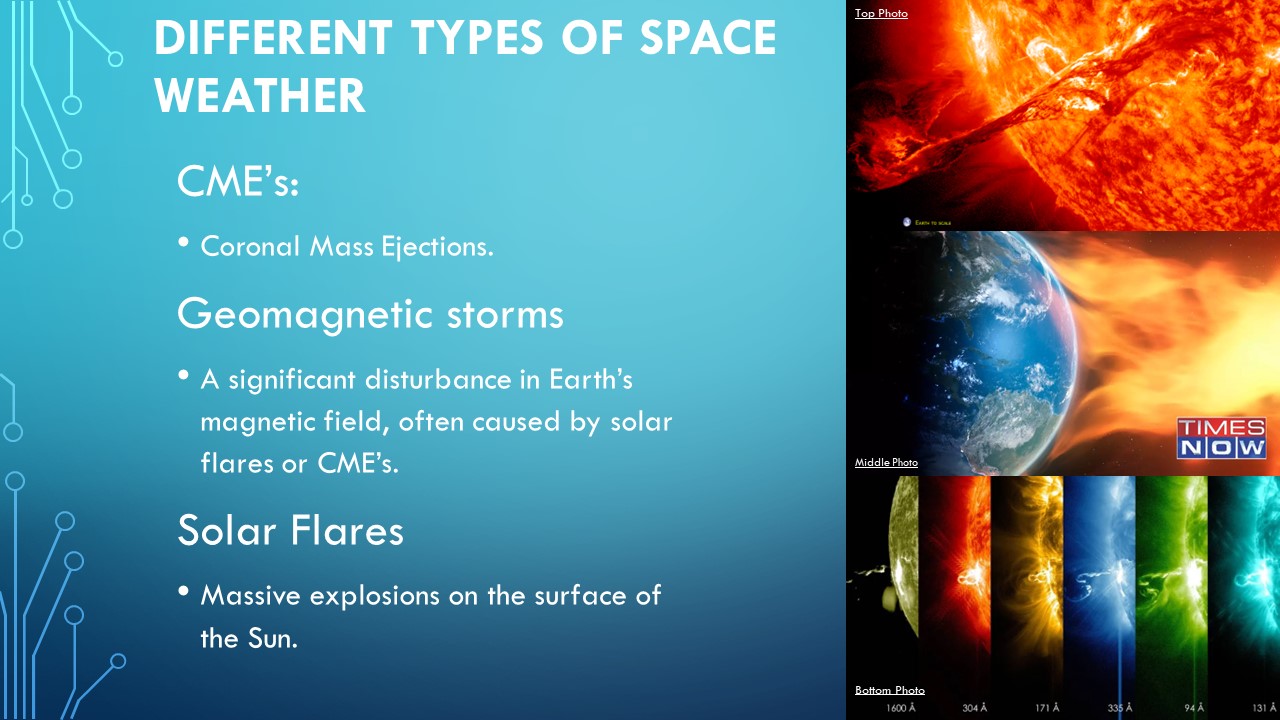 DIFFERENT TYPES OF SPACE
WEATHER
CME’s:
• Coronal Mass Ejections.
Geomagnetic storms
• A significant disturbance in Earth’s
magnetic field, often caused by solar
flares or CME’s.
Solar Flares
• Massive explosions on the surface of
the Sun.
Top Photo
EARTH TO SCALE
TIMES
NOW
Middle Photo
Bottom Photo
1600 Å 304 Å 171 Å 335 Å 94 Å 131 Å